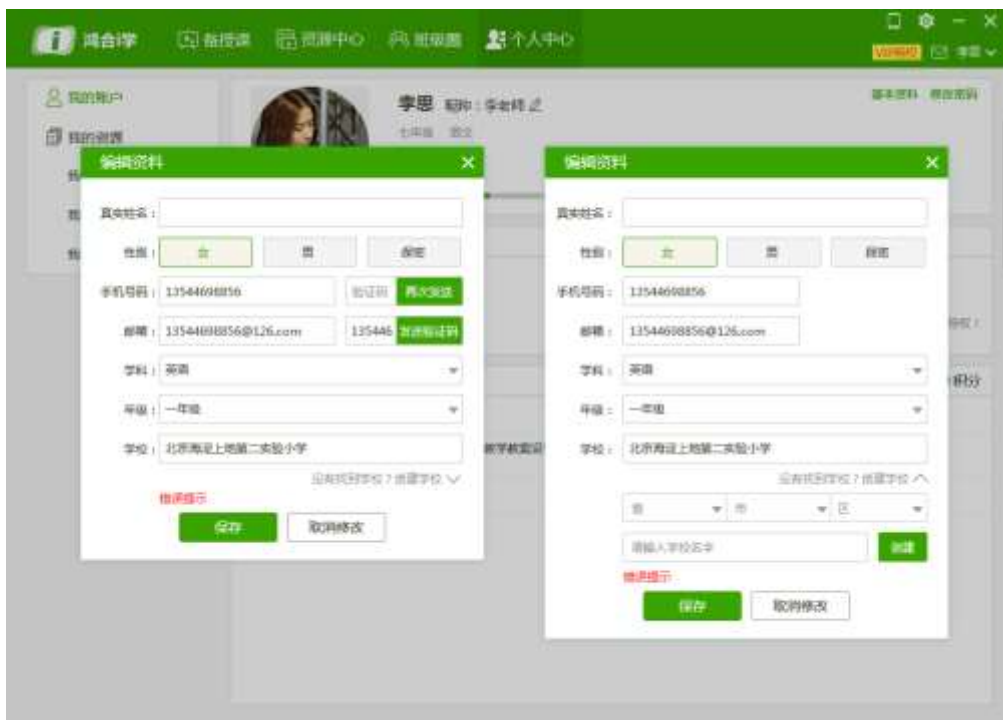 鸿合i学 备授课 资源中心 班级圈 个人中心
李思
我的账户
李思 昵称：李老师
基本资料 修改密码
我的资源
七年级 语文
编辑资料
真实姓名：
性别： 女 男 保密
手机号码： 13544698856 验证码 再次发送
邮箱： 13544698856@126.com 135446 发送验证码
学科： 英语
年级： 一年级
学校： 北京海淀上地第二实验小学
没有找到学校？创建学校
错误提示
保存 取消修改
编辑资料
真实姓名：
性别： 女 男 保密
手机号码： 13544698856
邮箱： 13544698856@126.com
学科： 英语
年级： 一年级
学校： 北京海淀上地第二实验小学
没有找到学校？创建学校
省 市 区
请输入学校名字 创建
错误提示
保存 取消修改
积分